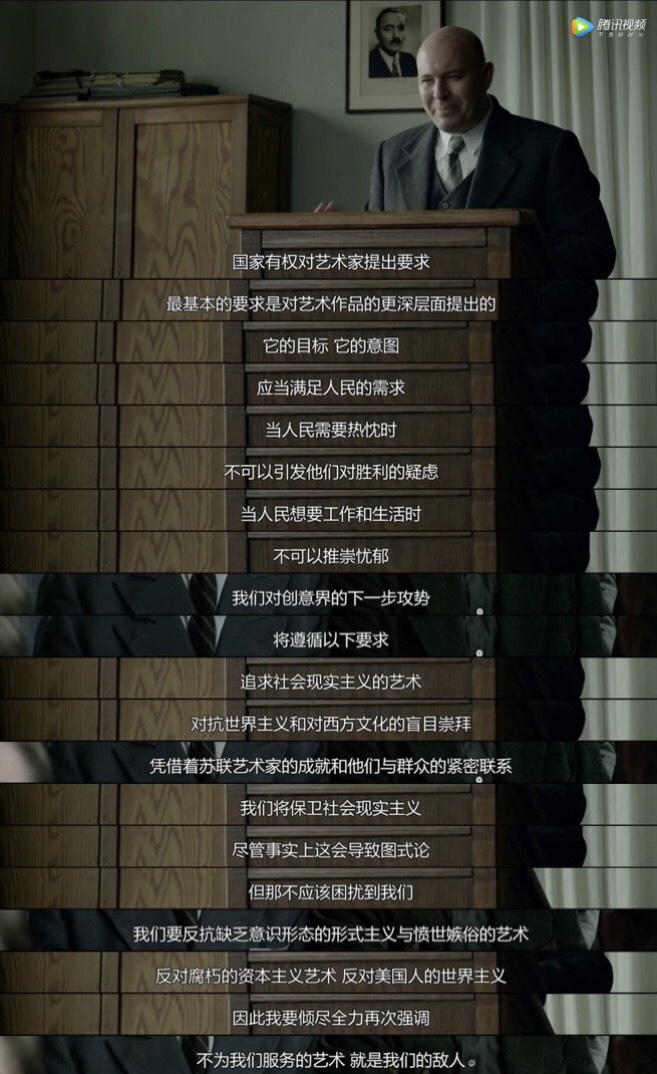 腾讯视频
不负好时光
国家有权对艺术家提出要求
最基本的要求是对艺术作品的更深层面提出的
它的目标 它的意图
应当满足人民的需求
当人民需要热忱时
不可以引发他们对胜利的疑虑
当人民想要工作和生活时
不可以推崇忧郁
我们对创意界的下一步攻势
将遵循以下要求
追求社会现实主义的艺术
对抗世界主义和对西方文化的盲目崇拜
凭借着苏联艺术家的成就和他们与群众的紧密联系
我们将保卫社会现实主义
尽管事实上这会导致图式论
但那不应该困扰到我们
我们要反抗缺乏意识形态的形式主义与愤世嫉俗的艺术
反对腐朽的资本主义艺术 反对美国人的世界主义
因此我要倾尽全力再次强调
不为我们服务的艺术 就是我们的敌人。